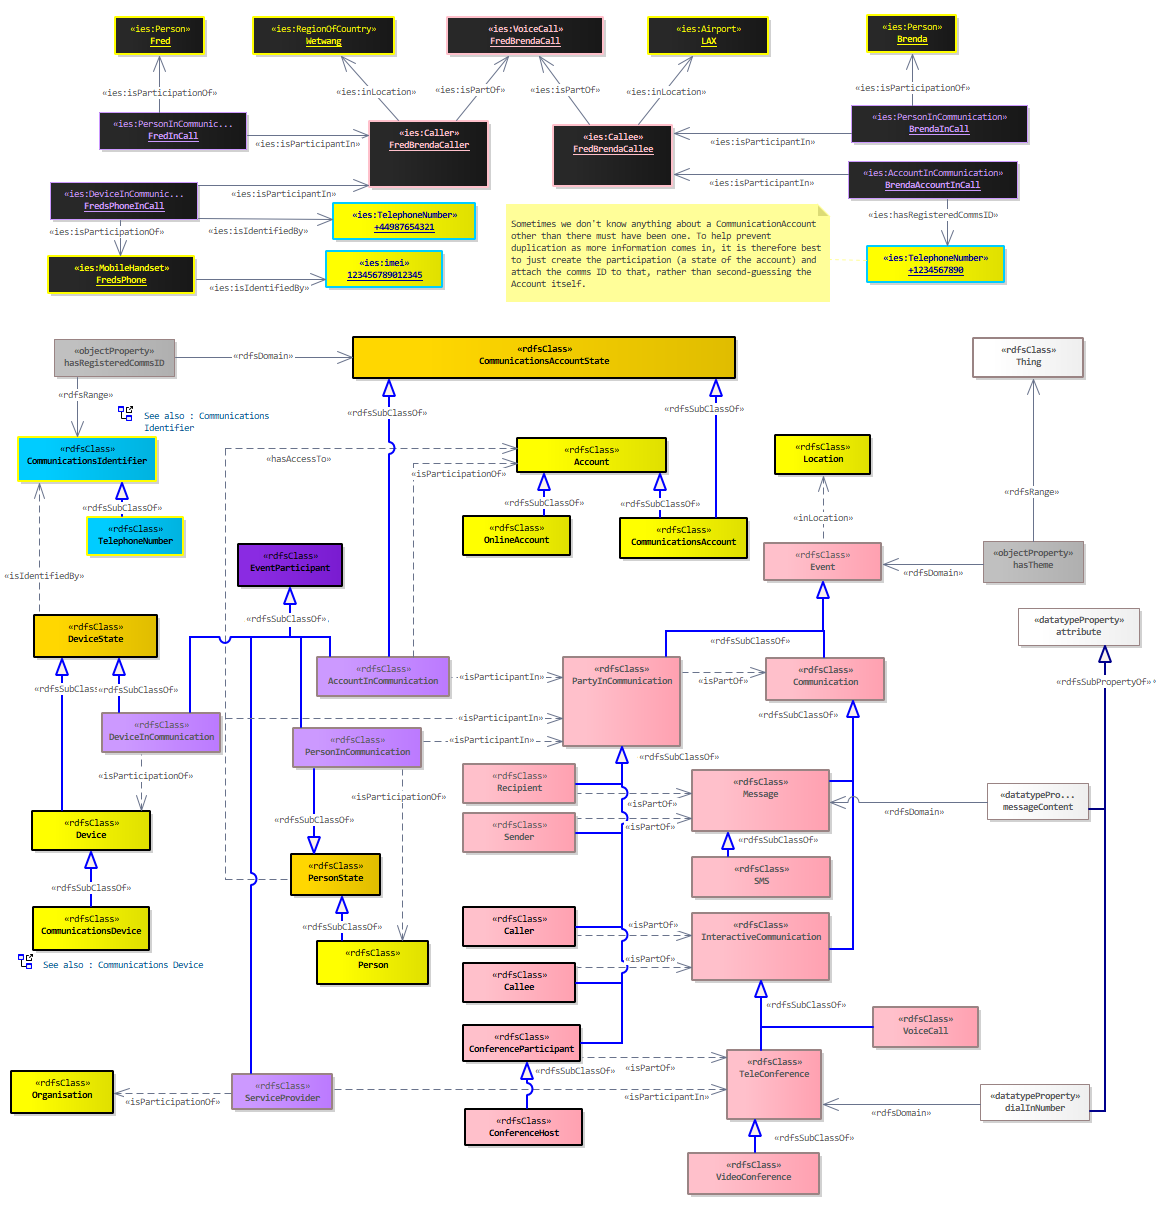 «ies:Person»
Fred
«ies:RegionOfCountry»
Wetwang
«ies:VoiceCall»
FredBrendaCall
«ies:Airport»
LAX
«ies:Person»
Brenda
«ies:isParticipationOf»
«ies:inLocation»
«ies:isPartOf»
«ies:isPartOf»
«ies:inLocation»
«ies:isParticipationOf»
«ies:PersonInCommunic...
FredInCall
«ies:isParticipantIn»
«ies:Caller»
FredBrendaCaller
«ies:Callee»
FredBrendaCallee
«ies:isParticipantIn»
«ies:PersonInCommunication
BrendaInCall
«ies:DeviceInCommunic...
FredsPhoneInCall
«ies:isParticipantIn»
«ies:isParticipantIn»
«ies:AccountInCommunication»
BrendaAccountInCall
«ies:isParticipationOf»
«ies:isIdentifiedBy»
«ies:TelephoneNumber»
+44987654321
«ies:hasRegisteredCommsID»
Sometimes we don't know anything about a CommunicationAccount
other than there must have been one. To help prevent
duplication as more information comes in, it is therefore best
to just create the participation (a state of the account) and
attach the comms ID to that, rather than second-guessing the
Account itself.
«ies:MobileHandset»
FredsPhone
«ies:isIdentifiedBy»
«ies:imei»
123456789012345
«ies:TelephoneNumber»
+1234567890
«objectProperty»
hasRegisteredCommsID
«rdfsDomain»
«rdfsClass»
CommunicationsAccountState
«rdfsClass»
Thing
«rdfsRange»
See also : Communications
Identifier
«rdfsSubClassOf»
«rdfsSubClassOf»
«rdfsClass»
CommunicationsIdentifier
«hasAccessTo»
«isParticipationOf»
«rdfsClass»
Account
«rdfsClass»
Location
«rdfsSubClassOf»
«rdfsSubClassOf»
«rdfsSubClassOf»
«rdfsRange»
«rdfsClass»
TelephoneNumber
«rdfsClass»
OnlineAccount
«rdfsClass»
CommunicationsAccount
«inLocation»
«rdfsClass»
EventParticipant
«rdfsClass»
Event
«rdfsDomain»
«objectProperty»
hasTheme
«isIdentifiedBy»
«rdfsSubClassOf»
«rdfsClass»
DeviceState
«rdfsSubClassOf»
«datatypeProperty»
attribute
«rdfsSubClas
«rdfsSubClassOf»
«rdfsClass»
AccountInCommunication
«isParticipantIn»
«rdfsClass»
PartyInCommunication
«isPartOf»
«rdfsClass»
Communication
«rdfsSubPropertyOf»
«rdfsClass»
DeviceInCommunication
«isParticipantIn»
«rdfsSubClassOf»
«rdfsClass»
PersonInCommunication
«isParticipantIn»
«rdfsSubClassOf»
«isParticipationOf»
«isParticipationOf»
«rdfsClass»
Recipient
«isPartOf»
«rdfsClass»
Message
«rdfsDomain»
«datatypePro...
messageContent
«rdfsClass»
Device
«rdfsSubClassOf»
«rdfsClass»
Sender
«isPartOf»
«rdfsSubClassOf»
«rdfsClass»
PersonState
«rdfsClass»
SMS
«rdfsSubClassOf»
«rdfsClass»
CommunicationsDevice
«rdfsSubClassOf»
«rdfsClass»
Caller
«isPartOf»
«rdfsClass»
InteractiveCommunication
See also : Communications Device
«rdfsClass»
Person
«rdfsClass»
Callee
«isPartOf»
«rdfsSubClassOf»
«rdfsClass»
VoiceCall
«rdfsClass»
ConferenceParticipant
«isPartOf»
«rdfsClass»
TeleConference
«rdfsSubClassOf»
«rdfsClass»
Organisation
«isParticipationOf»
«rdfsClass»
ServiceProvider
«isParticipantIn»
«rdfsDomain»
«datatypeProperty»
dialInNumber
«rdfsClass»
ConferenceHost
«rdfsSubClassOf»
«rdfsClass»
VideoConference